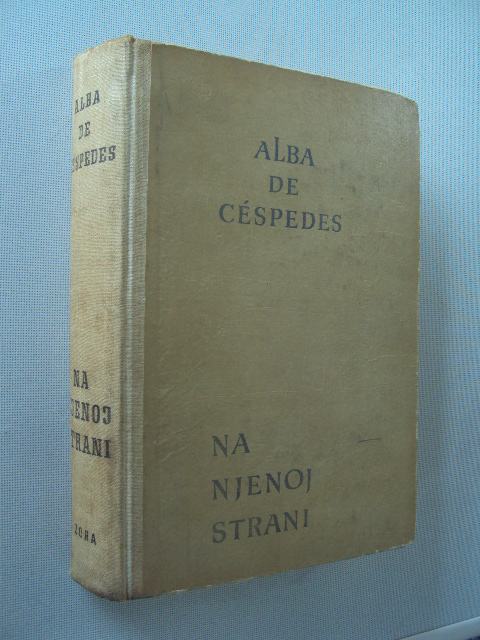 ALBA
DE
CÉSPEDES
NA
NJENOJ
STRANI
ZORA
ALBA
DE
CÉSPEDES
NA
NJENOJ
STRANI